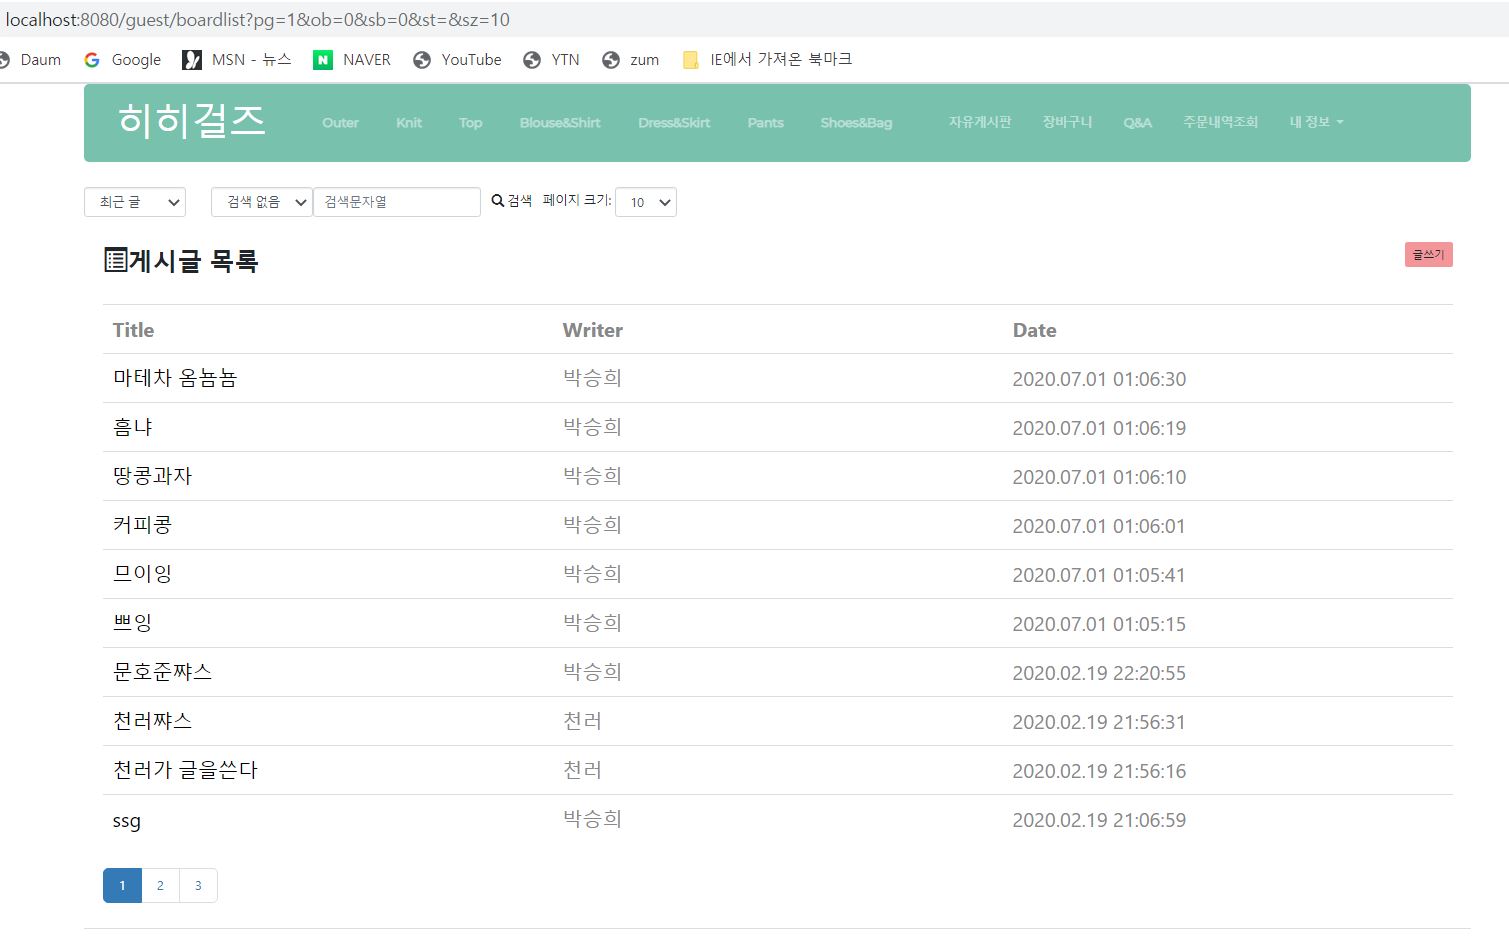 localhost:8080/guest/boardlist?pg=1&ob=0&sb=0&st=&sz=10
Daum Google MSN - 뉴스 NAVER YouTube YTN zum IE에서 가져온 북마크
히히걸즈 Outer Knit Top Blouse&Shirt Dress&Skirt Pants Shoes&Bag 자유게시판 장바구니 Q&A 주문내역조회 내 정보
최근 글 검색 없음 검색문자열 검색 페이지 크기: 10
게시글 목록 글쓰기
Title Writer Date
마테차 옴뇸뇸 박승희 2020.07.01 01:06:30
흠냐 박승희 2020.07.01 01:06:19
땅콩과자 박승희 2020.07.01 01:06:10
커피콩 박승희 2020.07.01 01:06:01
므이잉 박승희 2020.07.01 01:05:41
쁘잉 박승희 2020.07.01 01:05:15
문호준쨔스 박승희 2020.02.19 22:20:55
천러쨔스 천러 2020.02.19 21:56:31
천러가 글을쓴다 천러 2020.02.19 21:56:16
ssg 박승희 2020.02.19 21:06:59
1 2 3